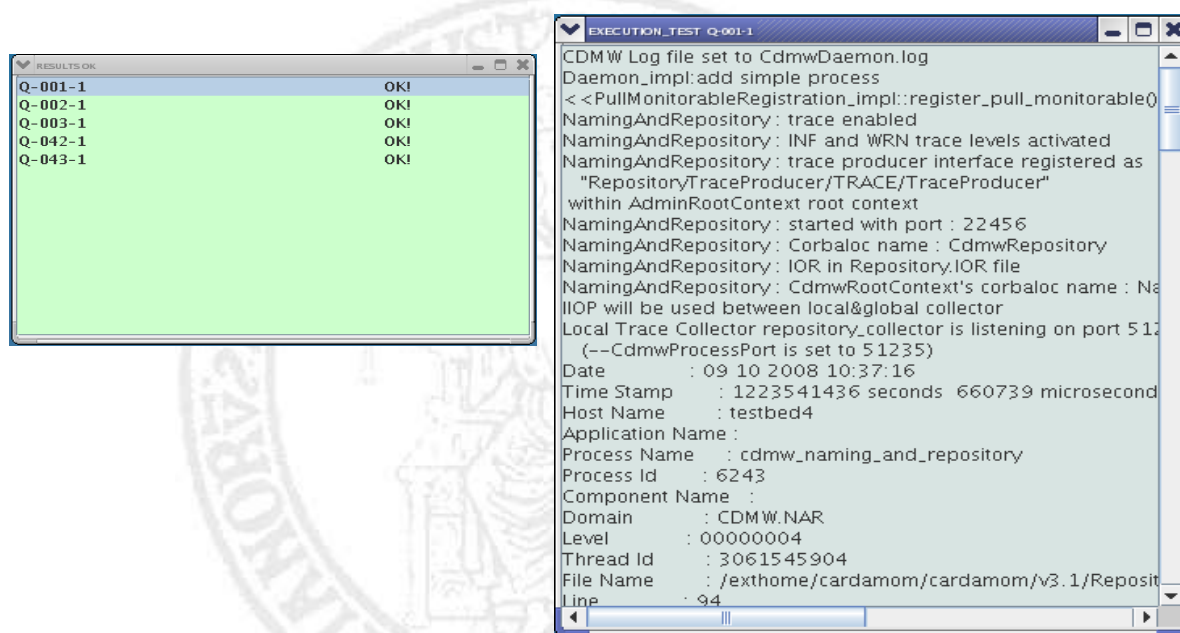 RESULTS OK
Q-001-1 OK!
Q-002-1 OK!
Q-003-1 OK!
Q-042-1 OK!
Q-043-1 OK!
EXECUTION_TEST Q-001-1
CDMW Log file set to CdmwDaemon.log
Daemon_impl:add simple process
<<PullMonitorableRegistration_impl::register_pull_monitorable()
NamingAndRepository : trace enabled
NamingAndRepository : INF and WRN trace levels activated
NamingAndRepository : trace producer interface registered as
"RepositoryTraceProducer/TRACE/TraceProducer"
within AdminRootContext root context
NamingAndRepository : started with port : 22456
NamingAndRepository : Corbaloc name : CdmwRepository
NamingAndRepository : IOR in Repository.IOR file
NamingAndRepository : CdmwRootContext's corbaloc name : Na
IIOP will be used between local&global collector
Local Trace Collector repository_collector is listening on port 512
(--CdmwProcessPort is set to 51235)
Date : 09 10 2008 10:37:16
Time Stamp : 1223541436 seconds 660739 microsecond
Host Name : testbed4
Application Name :
Process Name : cdmw_naming_and_repository
Process Id : 6243
Component Name :
Domain : CDMW.NAR
Level : 00000004
Thread Id : 3061545904
File Name : /exthome/cardamom/cardamom/v3.1/Reposit
Line : 94